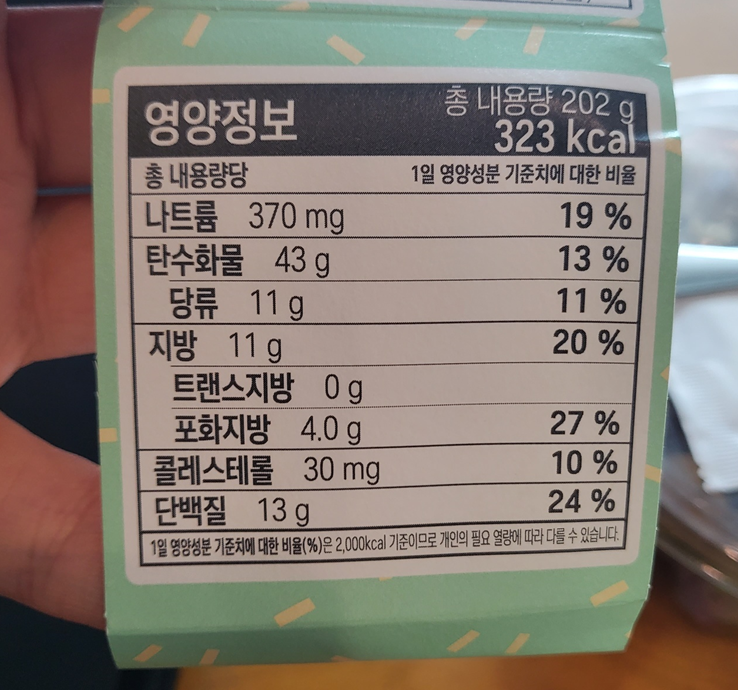 영양정보
총 내용량 202 g
323 kcal
총 내용량당 1일 영양성분 기준치에 대한 비율
나트륨 370 mg 19 %
탄수화물 43 g 13 %
당류 11 g 11 %
지방 11 g 20 %
트랜스지방 0 g
포화지방 4.0 g 27 %
콜레스테롤 30 mg 10 %
단백질 13 g 24 %
1일 영양성분 기준치에 대한 비율(%)은 2,000kcal 기준이므로 개인의 필요 열량에 따라 다를 수 있습니다.